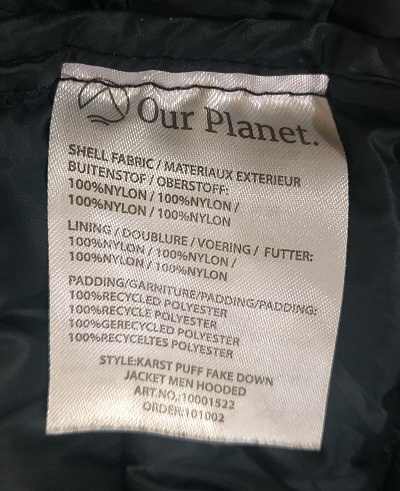 Our Planet.
SHELL FABRIC / MATERIAUX EXTERIEUR
BUITENSTOF / OBERSTOFF:
100%NYLON / 100%NYLON /
100%NYLON / 100%NYLON
LINING / DOUBLURE / VOERING / FUTTER:
100%NYLON / 100%NYLON /
100%NYLON / 100%NYLON
PADDING/GARNITURE/PADDING/PADDING:
100%RECYCLED POLYESTER
100%RECYCLE POLYESTER
100%GERECYCLED POLYESTER
100%RECYCELTES POLYESTER
STYLE:KARST PUFF FAKE DOWN
JACKET MEN HOODED
ART.NO.:10001522
ORDER:101002